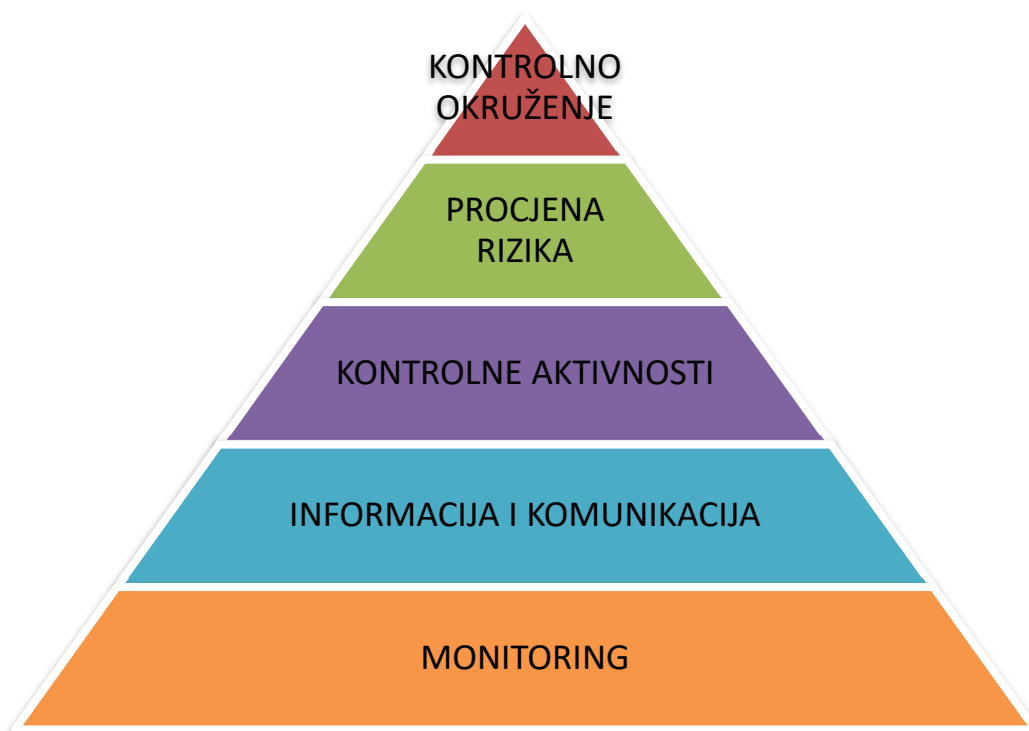 KONTROLNO
OKRUŽENJE
PROCJENA
RIZIKA
KONTROLNE AKTIVNOSTI
INFORMACIJA I KOMUNIKACIJA
MONITORING